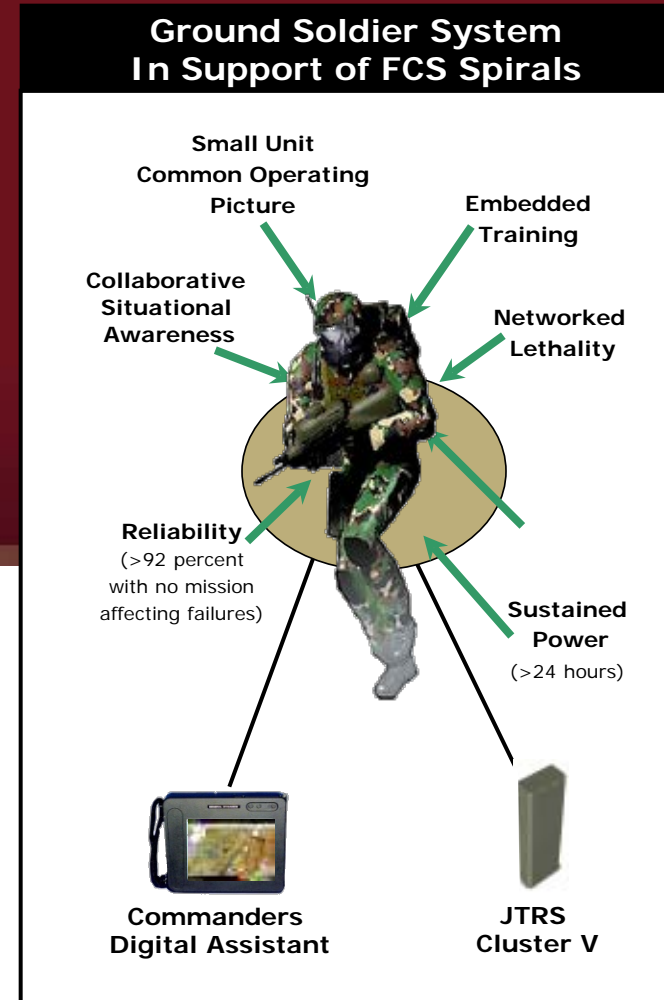 Ground Soldier System
In Support of FCS Spirals
Small Unit
Common Operating
Picture
Embedded
Training
Collaborative
Situational
Awareness
Networked
Lethality
Reliability
(>92 percent
with no mission
affecting failures)
Sustained
Power
(>24 hours)
Commanders
Digital Assistant
JTRS
Cluster V